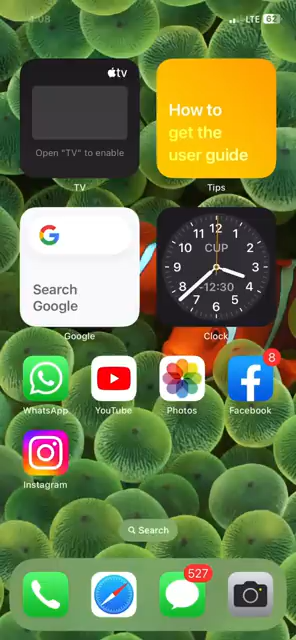 4:08
LTE 62
tv
Open "TV" to enable
TV
How to
get the
user guide
Tips
G
Search
Google
Google
12
11 1
10 CUP 2
9 3
8 -12:30 4
7 5
6
Clock
8
WhatsApp YouTube Photos Facebook
Instagram
Search
527